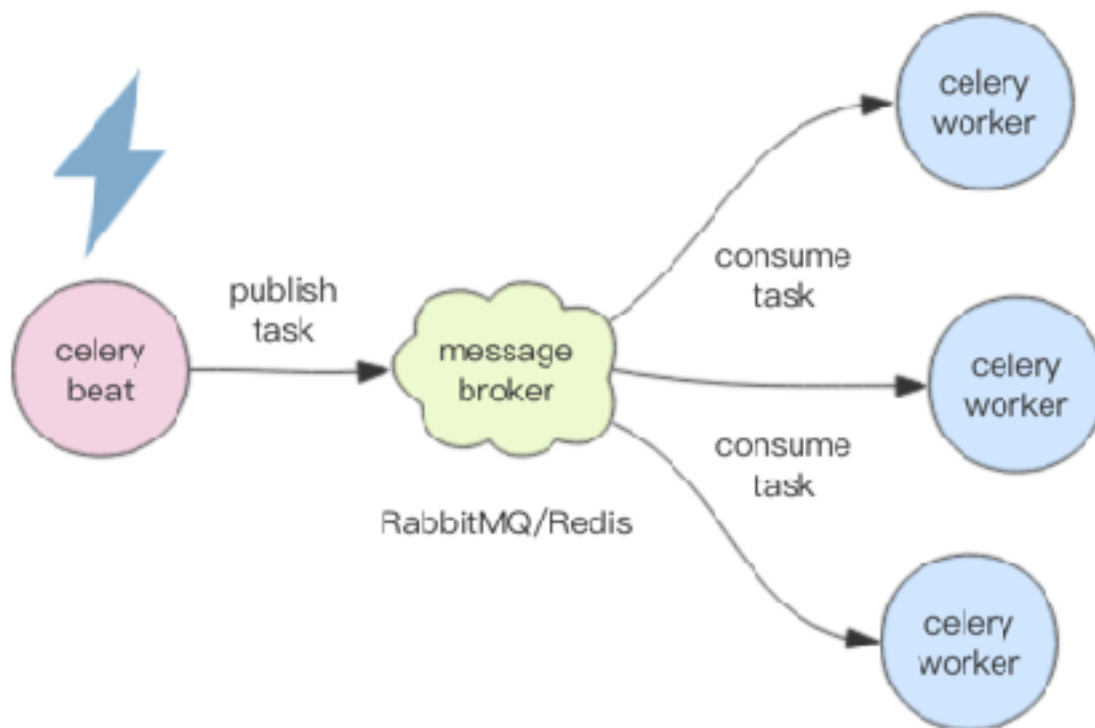 celery
worker
consume
task
publish
task
celery
beat
message
broker
celery
worker
consume
task
RabbitMQ/Redis
celery
worker